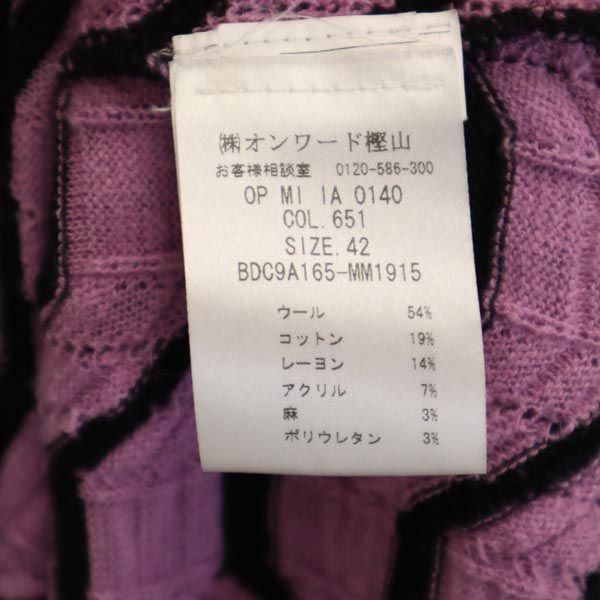 ㈱オンワード樫山
お客様相談室 0120-586-300
OP MI IA 0140
COL.651
SIZE.42
BDC9A165-MM1915
ウール 54%
コットン 19%
レーヨン 14%
アクリル 7%
麻 3%
ポリウレタン 3%